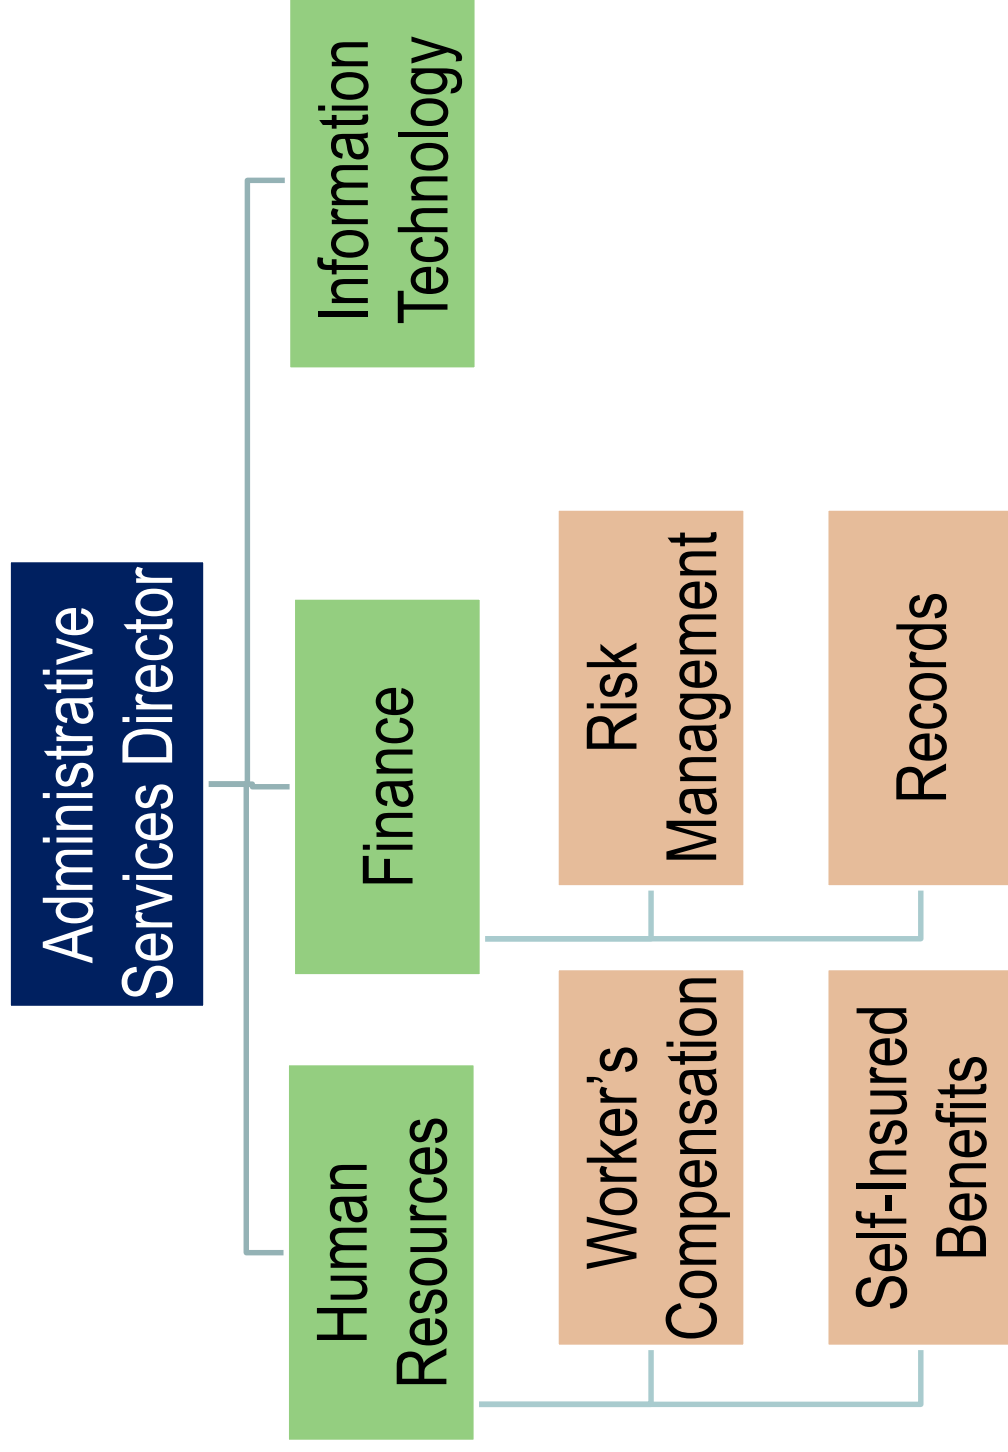 Administrative
Services Director
Human
Resources
Finance
Information
Technology
Worker’s
Compensation
Risk
Management
Self-Insured
Benefits
Records